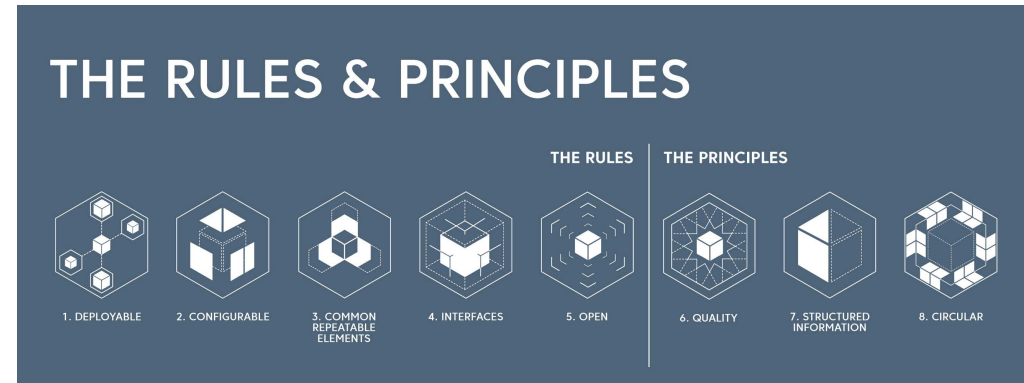 THE RULES & PRINCIPLES
THE RULES
THE PRINCIPLES
1. DEPLOYABLE
2. CONFIGURABLE
3. COMMON
REPEATABLE
ELEMENTS
4. INTERFACES
5. OPEN
6. QUALITY
7. STRUCTURED
INFORMATION
8. CIRCULAR